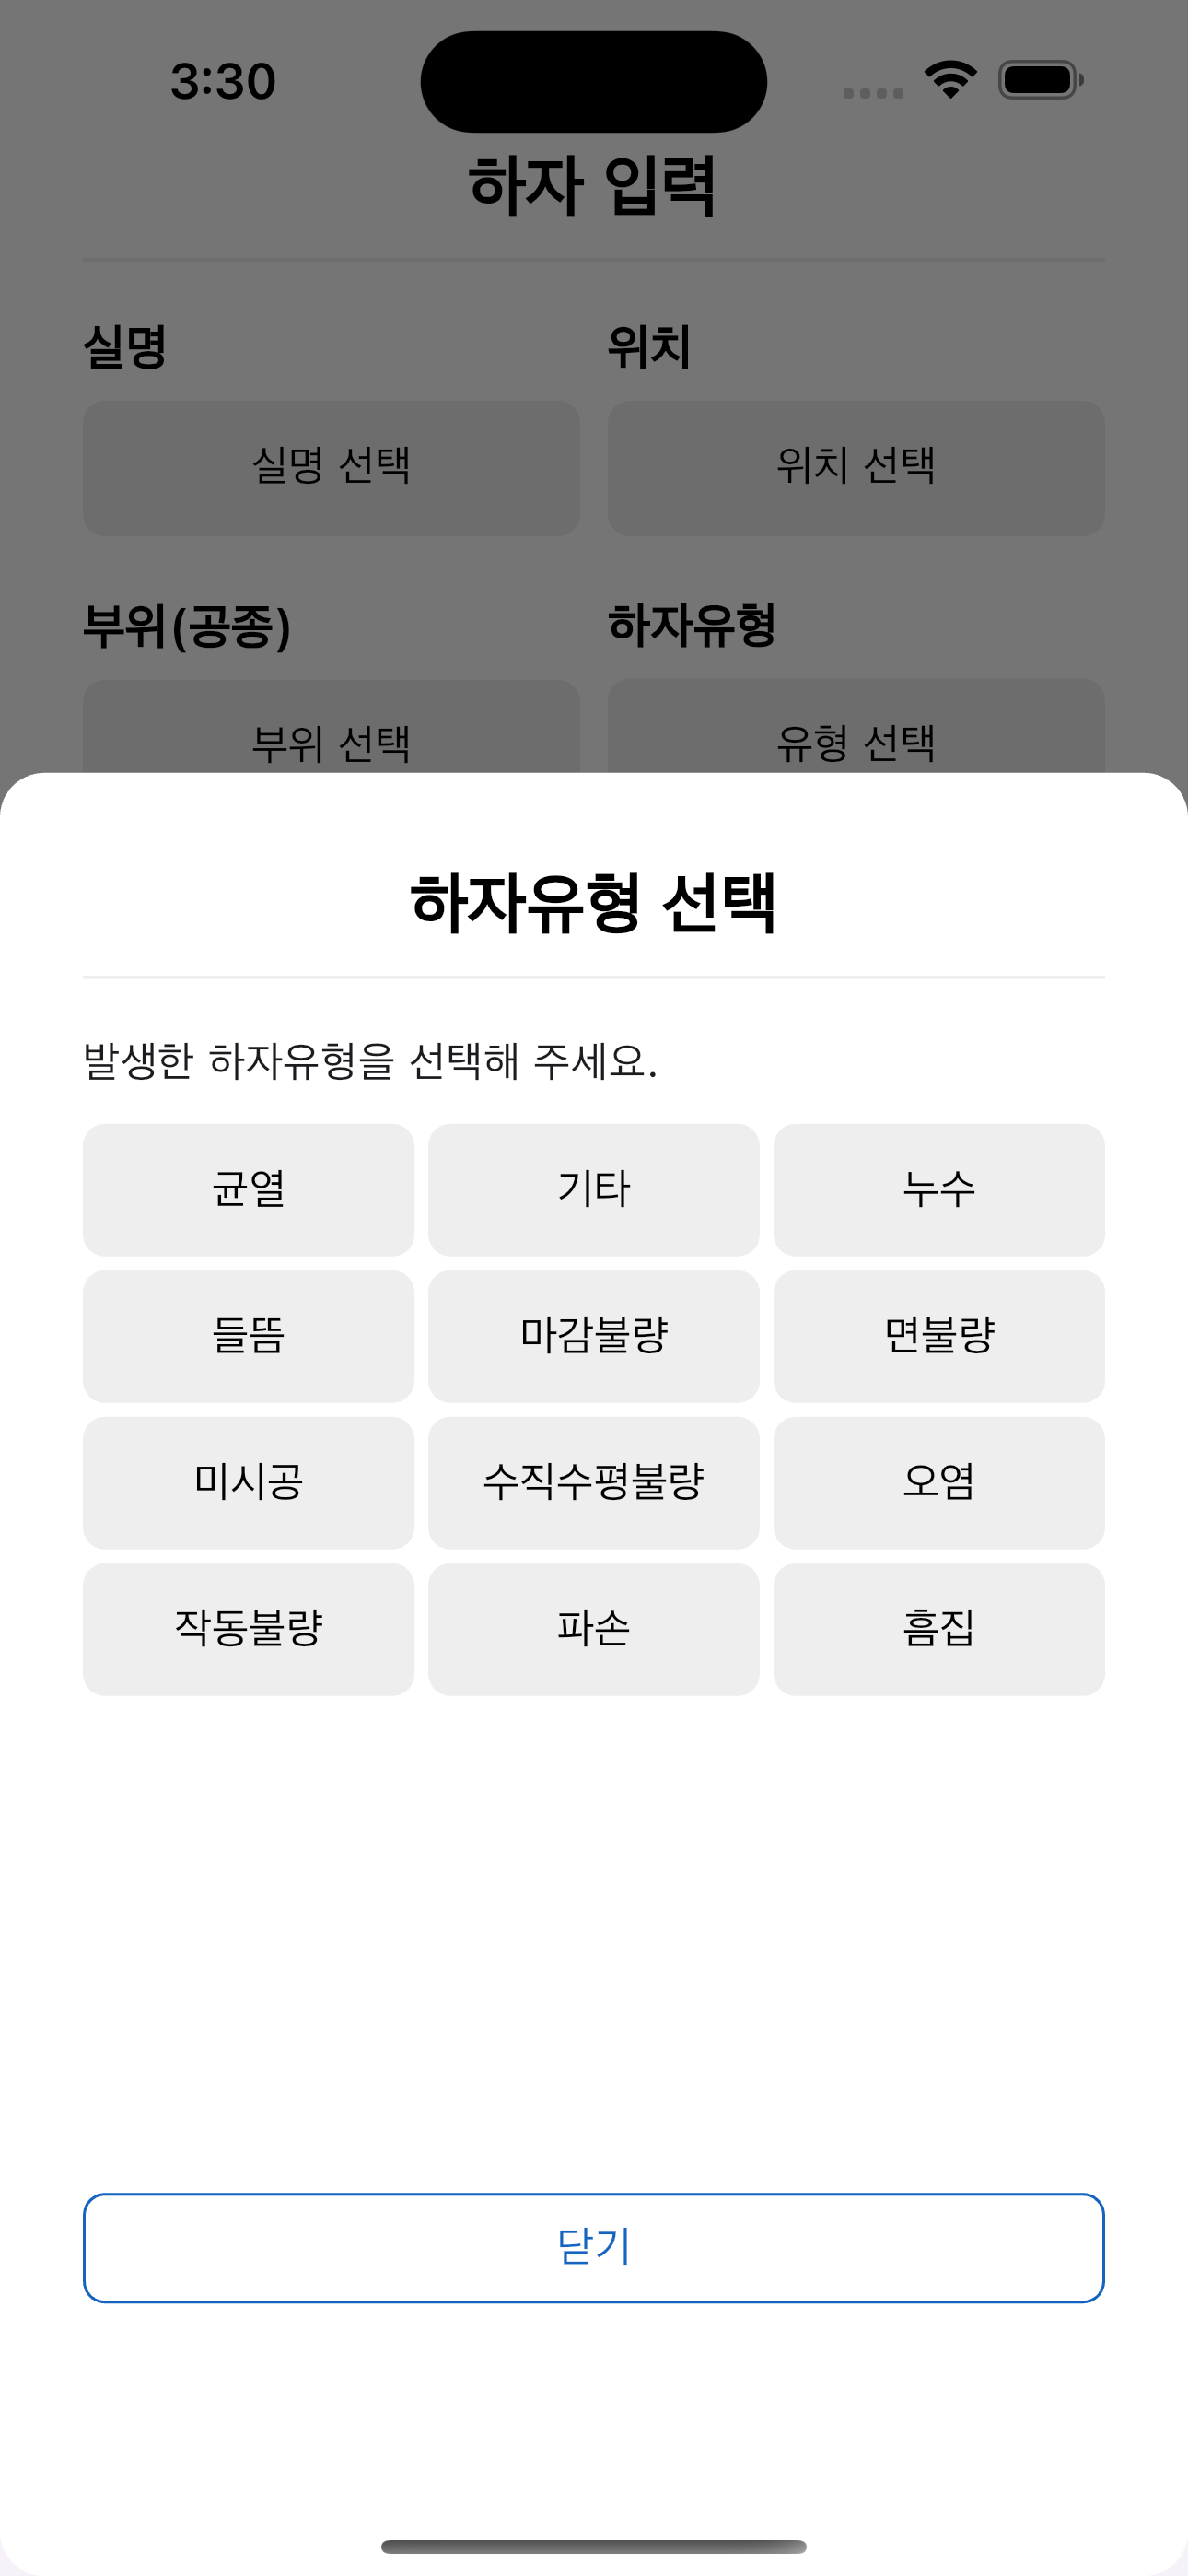 3:30
하자 입력
실명 위치
실명 선택 위치 선택
부위(공종) 하자유형
부위 선택 유형 선택
하자유형 선택
발생한 하자유형을 선택해 주세요.
균열 기타 누수
들뜸 마감불량 면불량
미시공 수직수평불량 오염
작동불량 파손 흠집
닫기